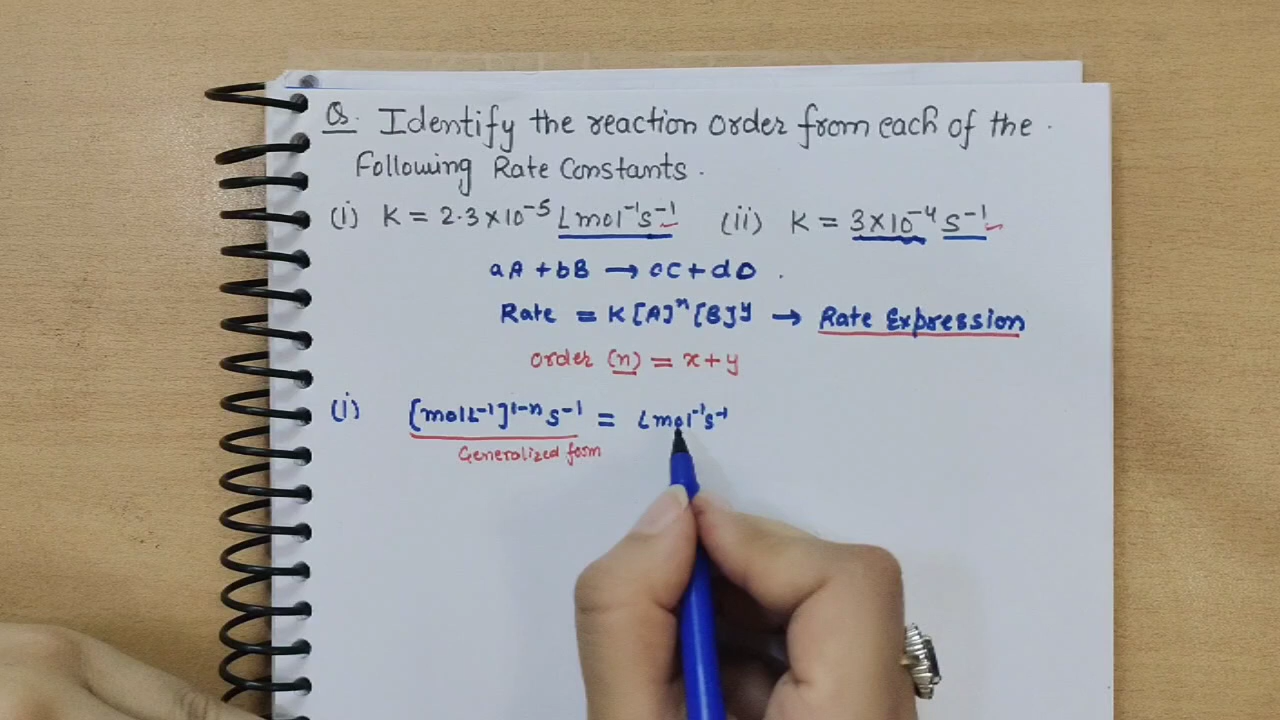 Q. Identify the reaction order from each of the .
Following Rate Constants .
(i) K = 2.3×10⁻⁵ L mol⁻¹s⁻¹ (ii) K = 3×10⁻⁴ S⁻¹
aA + bB → cC + dD .
Rate = K [A]ˣ [B]ʸ → Rate Expression
order (n) = x + y
(i) [mol L⁻¹]¹⁻ⁿ s⁻¹ = L mol⁻¹ s⁻¹
Generalized form